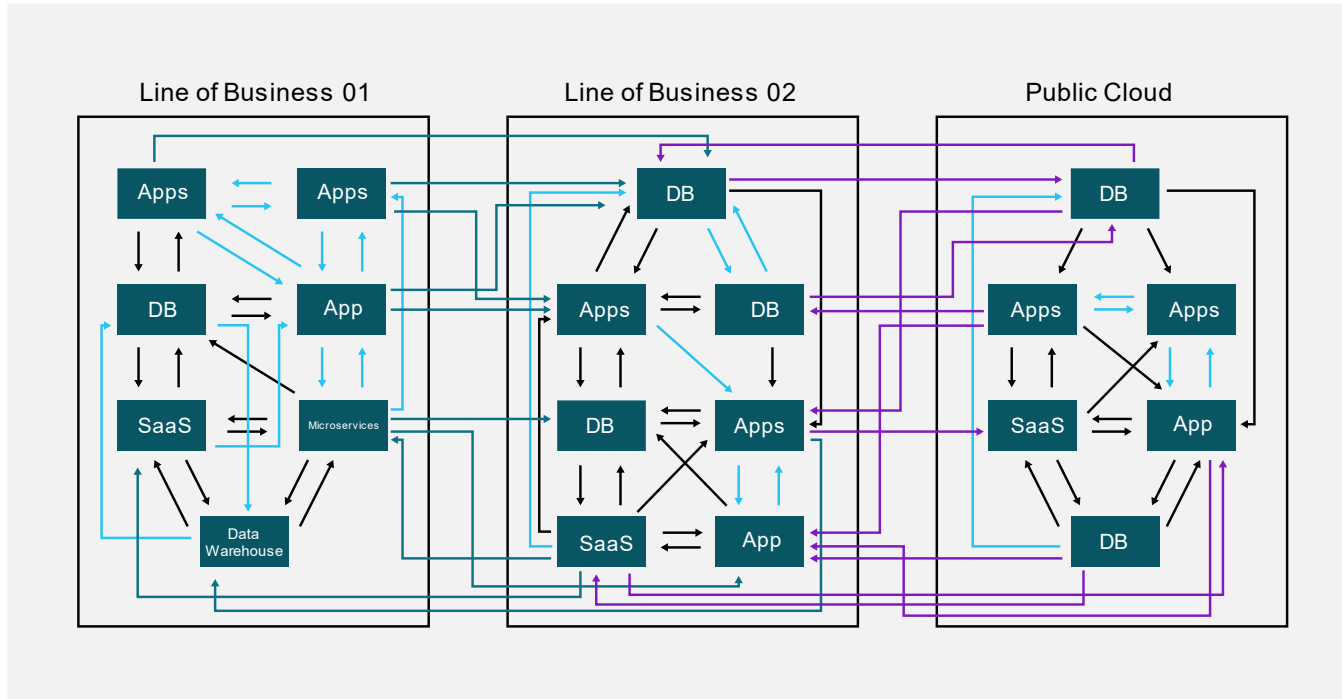 Line of Business 01
Line of Business 02
Public Cloud
Apps
Apps
DB
App
SaaS
Microservices
Data
Warehouse
DB
Apps
DB
DB
Apps
SaaS
App
DB
Apps
Apps
SaaS
App
DB